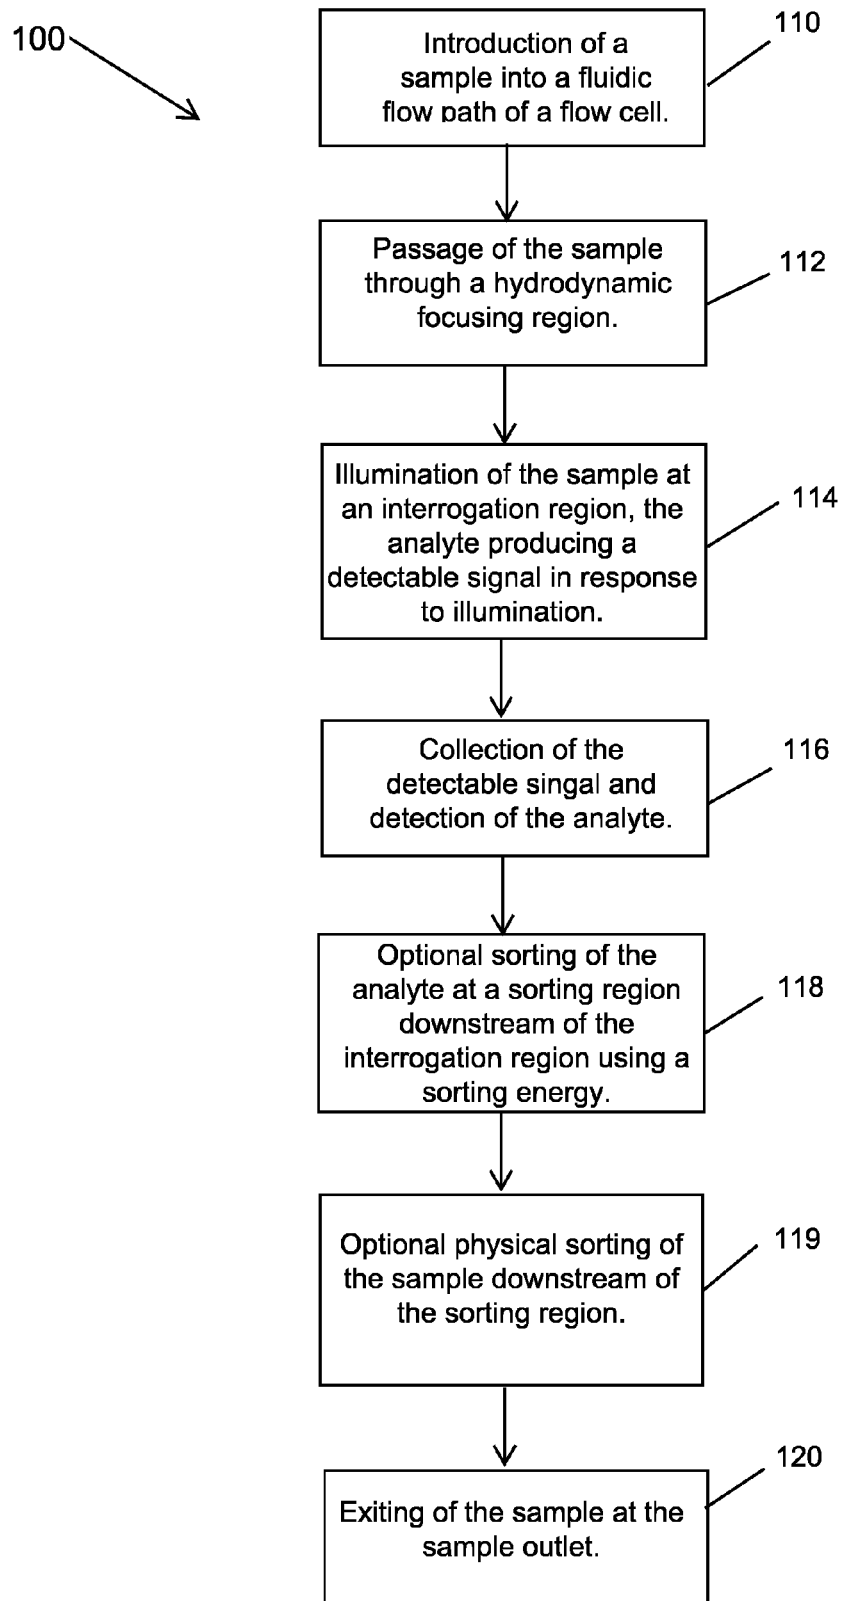 100
110
Introduction of a
sample into a fluidic
flow path of a flow cell.
Passage of the sample
through a hydrodynamic
focusing region.
112
Illumination of the sample at
an interrogation region, the
analyte producing a
detectable signal in response
to illumination.
114
Collection of the
detectable singal and
detection of the analyte.
116
Optional sorting of the
analyte at a sorting region
downstream of the
interrogation region using a
sorting energy.
118
Optional physical sorting of
the sample downstream of
the sorting region.
119
Exiting of the sample at the
sample outlet.
120